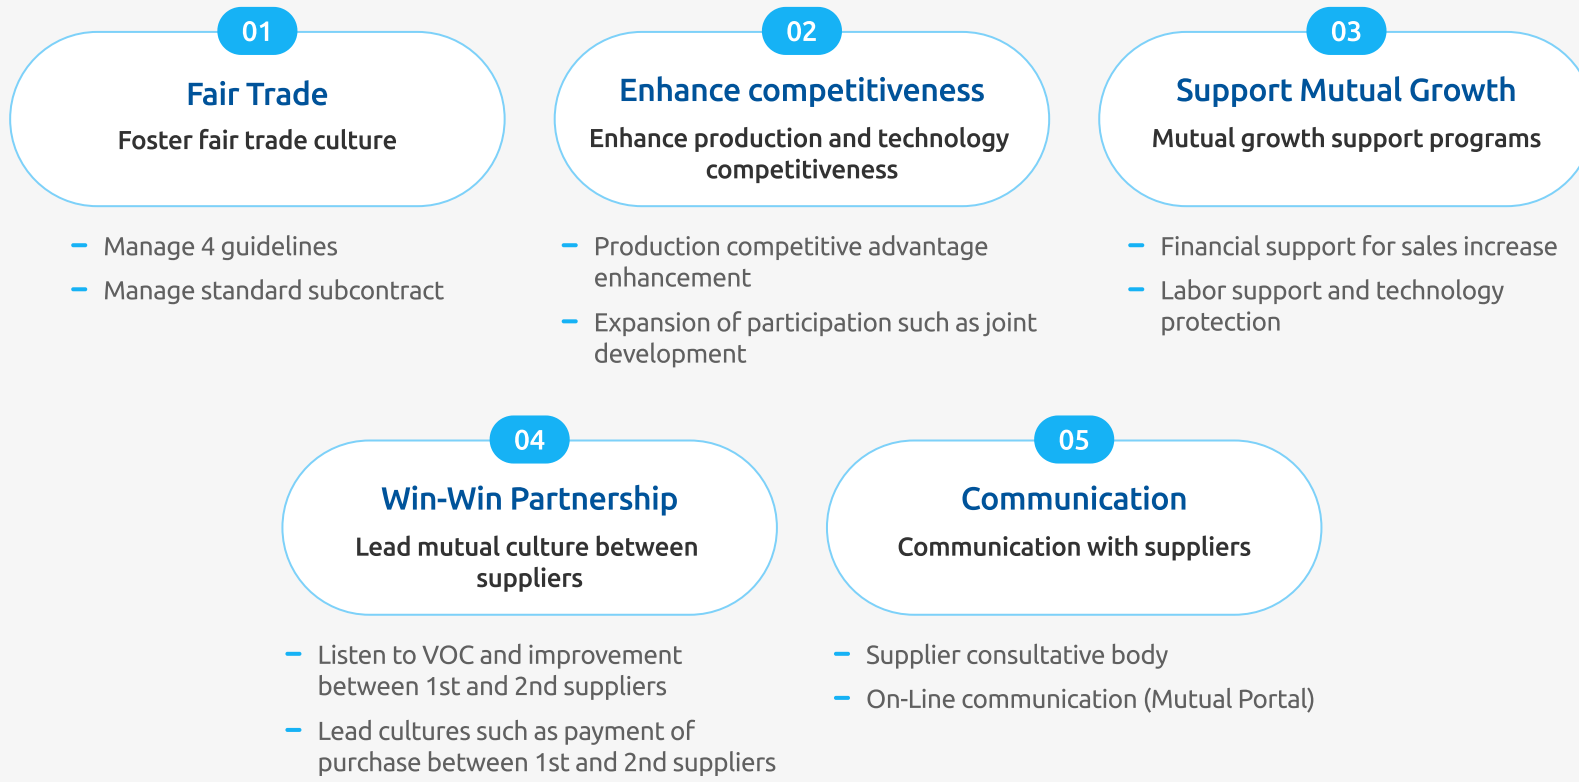 01
Fair Trade
Foster fair trade culture
– Manage 4 guidelines
– Manage standard subcontract
02
Enhance competitiveness
Enhance production and technology
competitiveness
– Production competitive advantage
enhancement
– Expansion of participation such as joint
development
03
Support Mutual Growth
Mutual growth support programs
– Financial support for sales increase
– Labor support and technology
protection
04
Win-Win Partnership
Lead mutual culture between
suppliers
– Listen to VOC and improvement
between 1st and 2nd suppliers
– Lead cultures such as payment of
purchase between 1st and 2nd suppliers
05
Communication
Communication with suppliers
– Supplier consultative body
– On-Line communication (Mutual Portal)